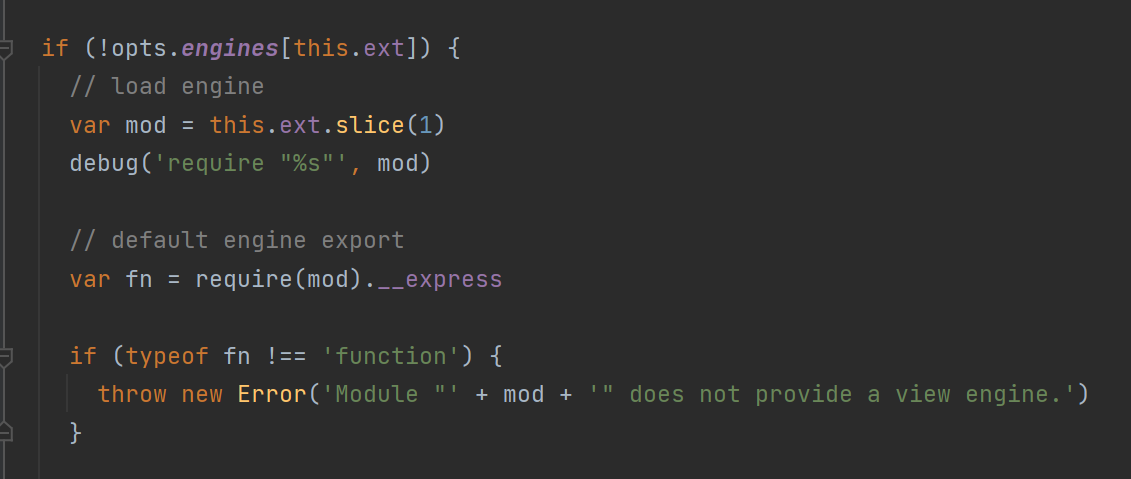 if (!opts.engines[this.ext]) {
// load engine
var mod = this.ext.slice(1)
debug('require "%s"', mod)
// default engine export
var fn = require(mod).__express
if (typeof fn !== 'function') {
throw new Error('Module "' + mod + '" does not provide a view engine.')
}